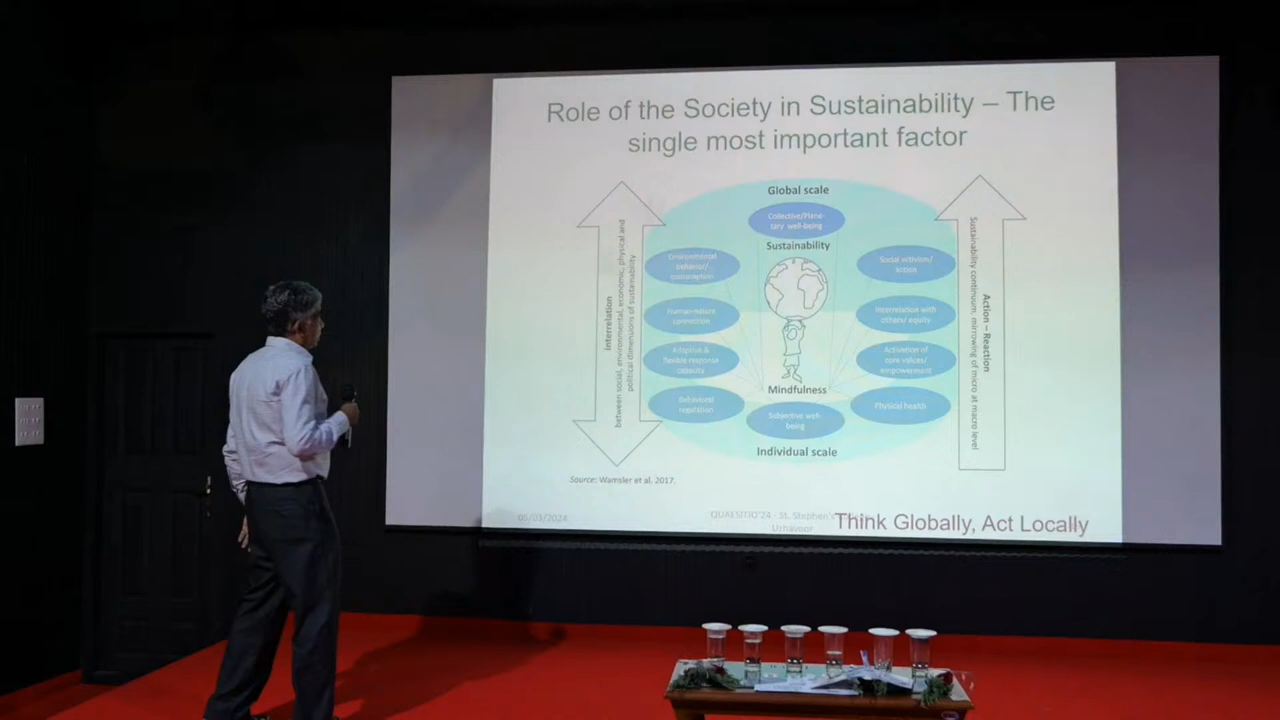 Role of the Society in Sustainability – The
single most important factor
Global scale
Collective/Plane-
tary well-being
Sustainability
Environmental
behavior/
consumption
Social activism/
action
Human-nature
connection
Interrelation with
others/ equity
Adaptive &
flexible response
capacity
Activation of
core values/
empowerment
Mindfulness
Behavioral
regulation
Subjective well-
being
Physical health
Individual scale
Interrelation
between social, environmental, economic, physical and
political dimensions of sustainability
Action – Reaction
Sustainability continuum, mirrowing of micro at macro level
Source: Wamsler et al. 2017.
05/03/2024
QUAESITIO'24 - St. Stephen's
Uzhavoor
Think Globally, Act Locally